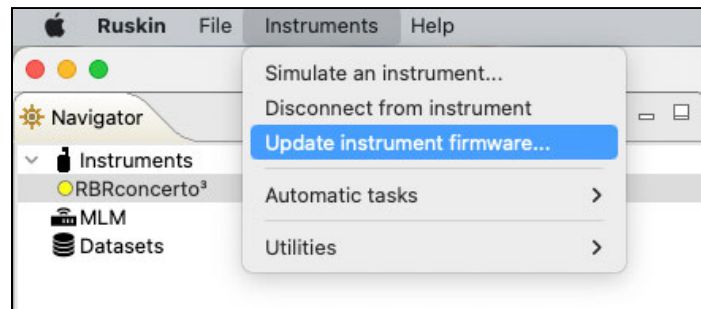 Ruskin File Instruments Help
Simulate an instrument...
Disconnect from instrument
Update instrument firmware...
Automatic tasks
Utilities
Navigator
Instruments
RBRconcerto³
MLM
Datasets